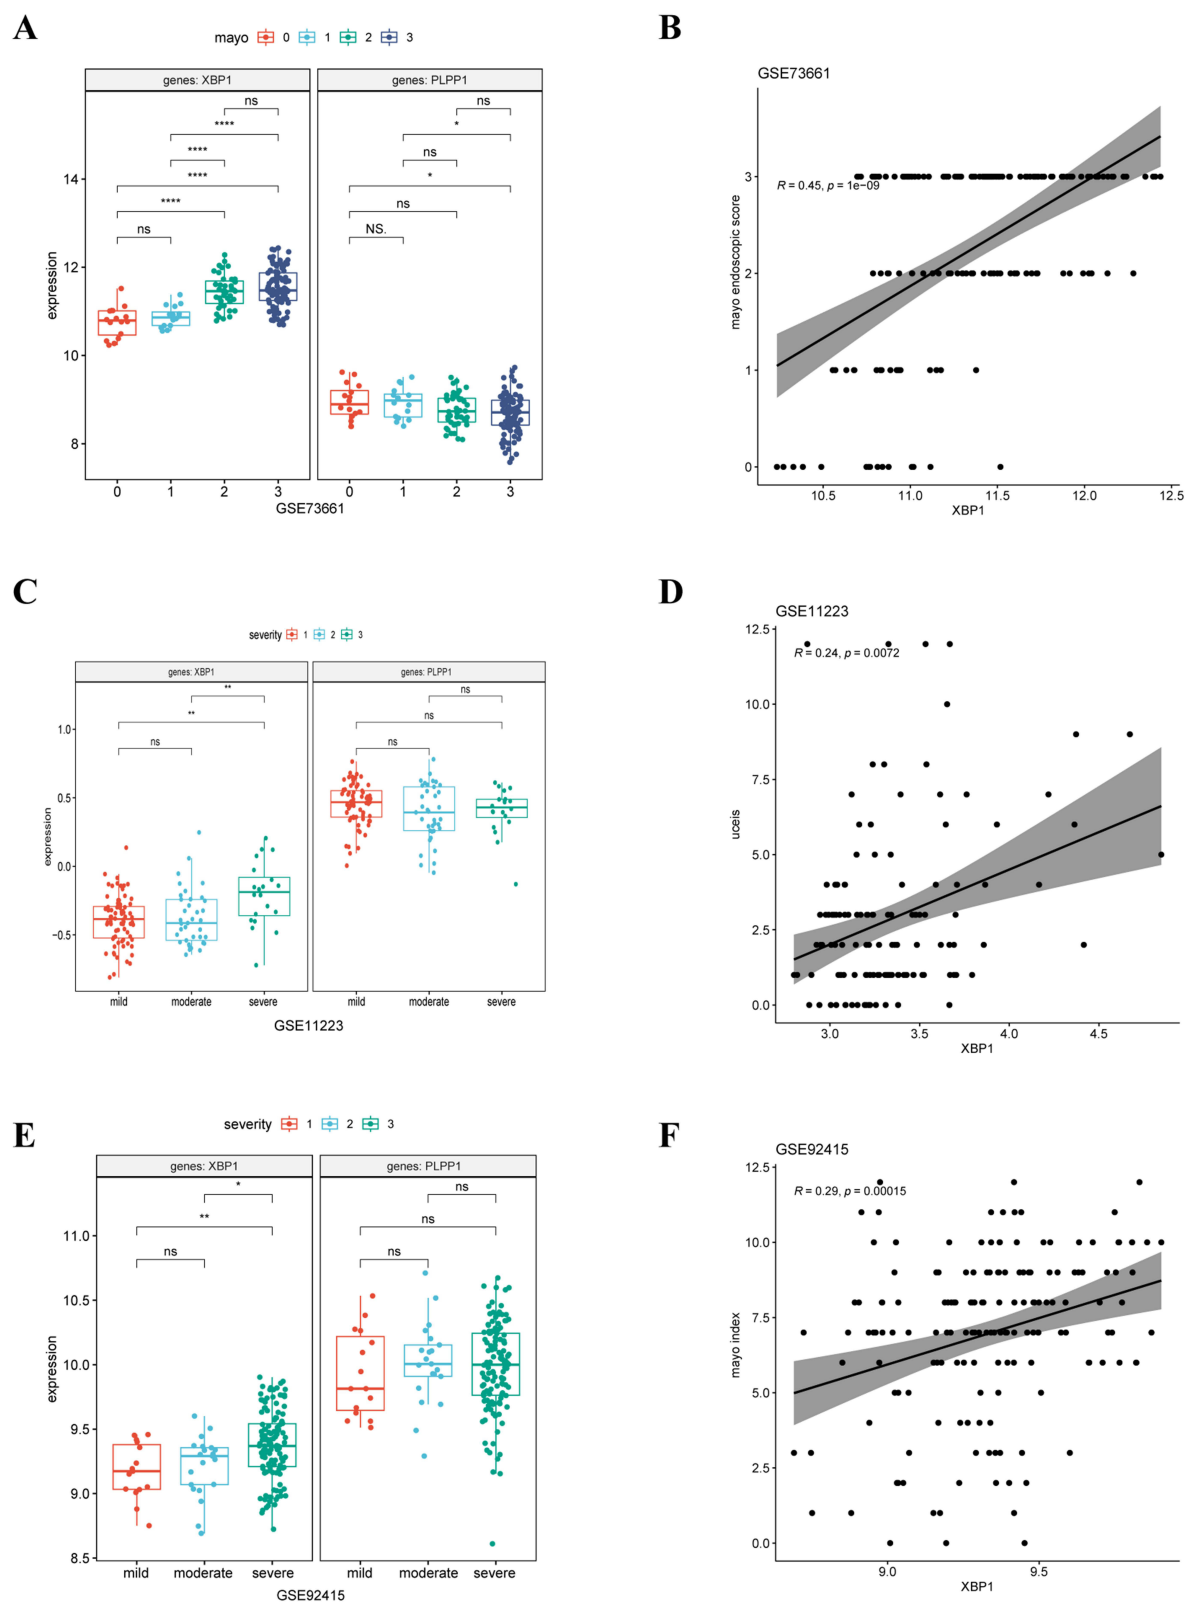 A
mayo 0 1 2 3
genes: XBP1 genes: PLPP1
ns ns
**** *
**** ns
**** *
**** ns
ns NS.
14
12
10
8
expression
0 1 2 3 0 1 2 3
GSE73661
B
GSE73661
R = 0.45, p = 1e−09
3
2
1
0
mayo endoscopic score
10.5 11.0 11.5 12.0 12.5
XBP1
C
severity 1 2 3
genes: XBP1 genes: PLPP1
** ns
** ns
ns ns
1.0
0.5
0.0
−0.5
expression
mild moderate severe mild moderate severe
GSE11223
D
GSE11223
R = 0.24, p = 0.0072
12.5
10.0
7.5
5.0
2.5
0.0
uceis
3.0 3.5 4.0 4.5
XBP1
E
severity 1 2 3
genes: XBP1 genes: PLPP1
* ns
** ns
ns ns
11.0
10.5
10.0
9.5
9.0
8.5
expression
mild moderate severe mild moderate severe
GSE92415
F
GSE92415
R = 0.29, p = 0.00015
12.5
10.0
7.5
5.0
2.5
0.0
mayo index
9.0 9.5
XBP1